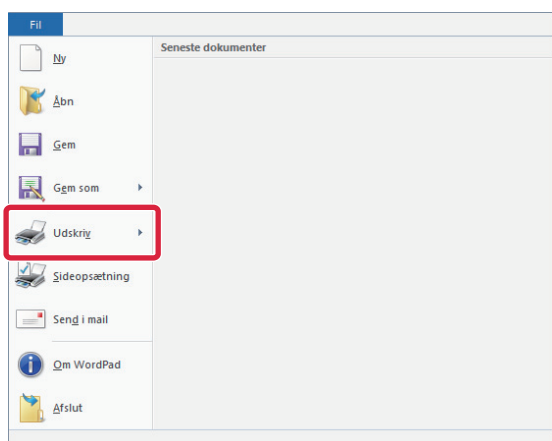 Fil
Seneste dokumenter
Ny
Åbn
Gem
Gem som
Udskriv
Sideopsætning
Send i mail
Om WordPad
Afslut